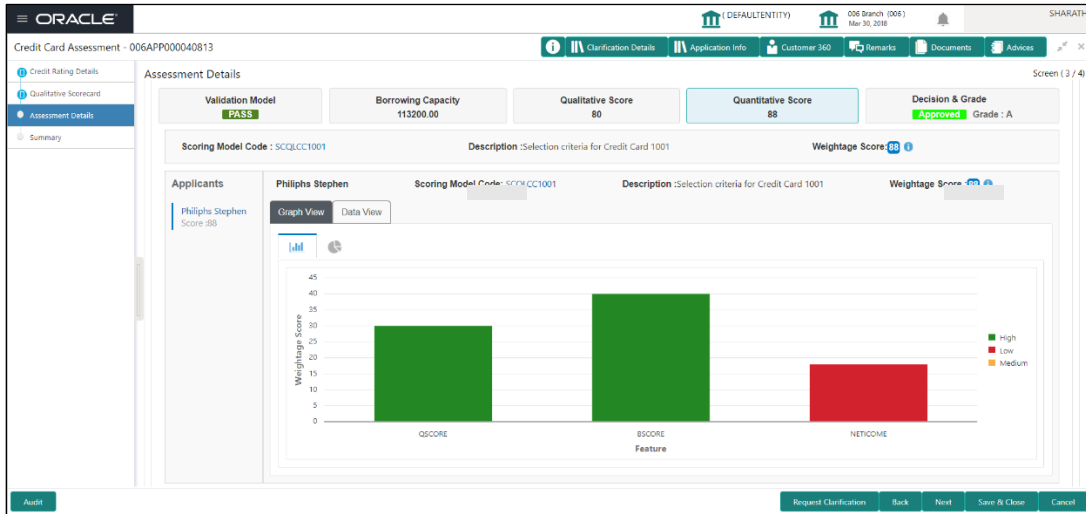 ORACLE
( DEFAULTENTITY)
006 Branch (006 )
Mar 30, 2018
SHARATH
Credit Card Assessment - 006APP000040813
Clarification Details
Application Info
Customer 360
Remarks
Documents
Advices
Credit Rating Details
Qualitative Scorecard
Assessment Details
Summary
Assessment Details
Screen ( 3 / 4)
Validation Model
PASS
Borrowing Capacity
113200.00
Qualitative Score
80
Quantitative Score
88
Decision & Grade
Approved Grade : A
Scoring Model Code : SCQLCC1001
Description :Selection criteria for Credit Card 1001
Weightage Score:88
Applicants
Philiphs Stephen
Score :88
Philiphs Stephen
Scoring Model Code: SCQLCC1001
Description :Selection criteria for Credit Card 1001
Weightage Score :88
Graph View
Data View
Weightage Score
45
40
35
30
25
20
15
10
5
0
QSCORE
BSCORE
NETICOME
Feature
High
Low
Medium
Audit
Request Clarification
Back
Next
Save & Close
Cancel